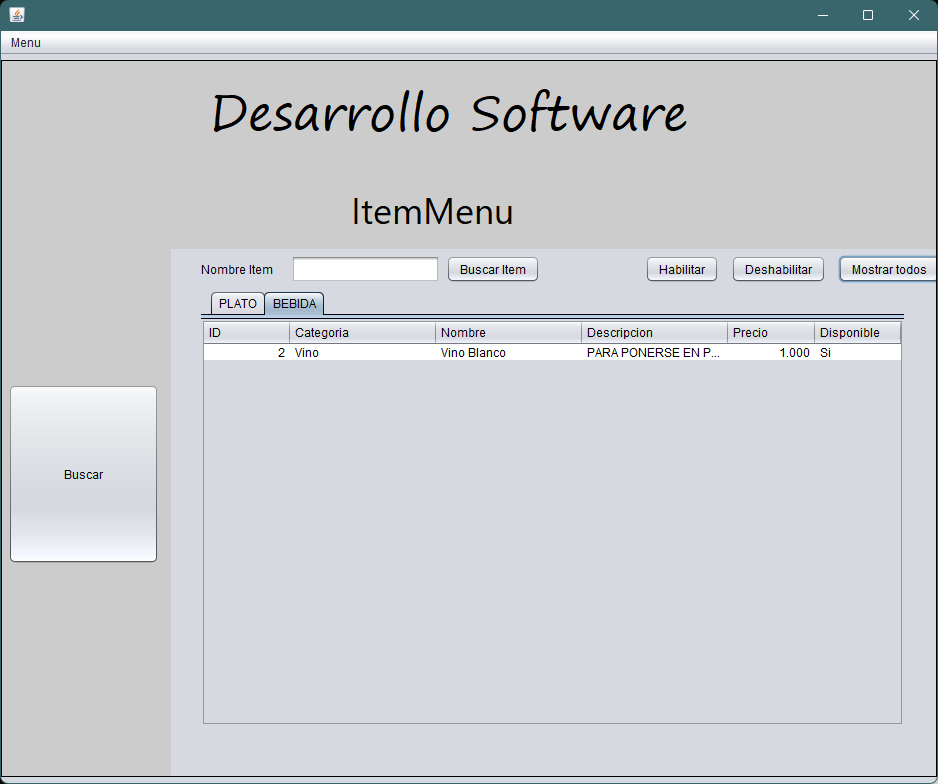 Menu
Desarrollo Software
ItemMenu
Nombre Item Buscar Item Habilitar Deshabilitar Mostrar todos
PLATO BEBIDA
ID Categoria Nombre Descripcion Precio Disponible
2 Vino Vino Blanco PARA PONERSE EN P... 1.000 Si
Buscar